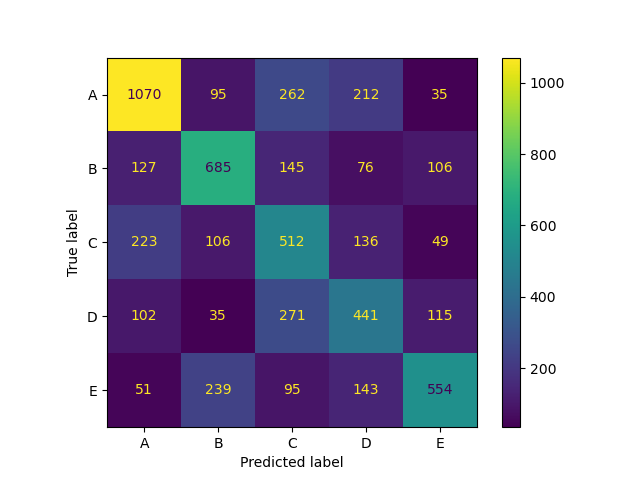 A 1070 95 262 212 35
B 127 685 145 76 106
C 223 106 512 136 49
D 102 35 271 441 115
E 51 239 95 143 554
A B C D E
Predicted label
True label
1000
800
600
400
200